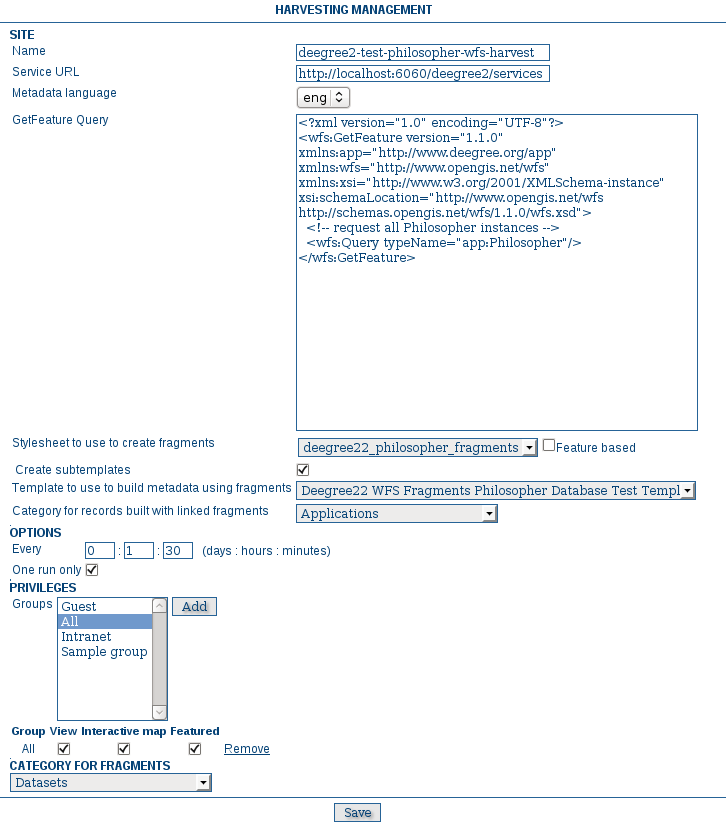 HARVESTING MANAGEMENT
SITE
Name deegree2-test-philosopher-wfs-harvest
Service URL http://localhost:6060/deegree2/services
Metadata language eng
GetFeature Query <?xml version="1.0" encoding="UTF-8"?>
<wfs:GetFeature version="1.1.0"
xmlns:app="http://www.deegree.org/app"
xmlns:wfs="http://www.opengis.net/wfs"
xmlns:xsi="http://www.w3.org/2001/XMLSchema-instance"
xsi:schemaLocation="http://www.opengis.net/wfs
http://schemas.opengis.net/wfs/1.1.0/wfs.xsd">
<!-- request all Philosopher instances -->
<wfs:Query typeName="app:Philosopher"/>
</wfs:GetFeature>
Stylesheet to use to create fragments deegree22_philosopher_fragments Feature based
Create subtemplates
Template to use to build metadata using fragments Deegree22 WFS Fragments Philosopher Database Test Templ
Category for records built with linked fragments Applications
OPTIONS
Every 0 : 1 : 30 (days : hours : minutes)
One run only
PRIVILEGES
Groups Guest Add
All
Intranet
Sample group
Group View Interactive map Featured
All Remove
CATEGORY FOR FRAGMENTS
Datasets
Save